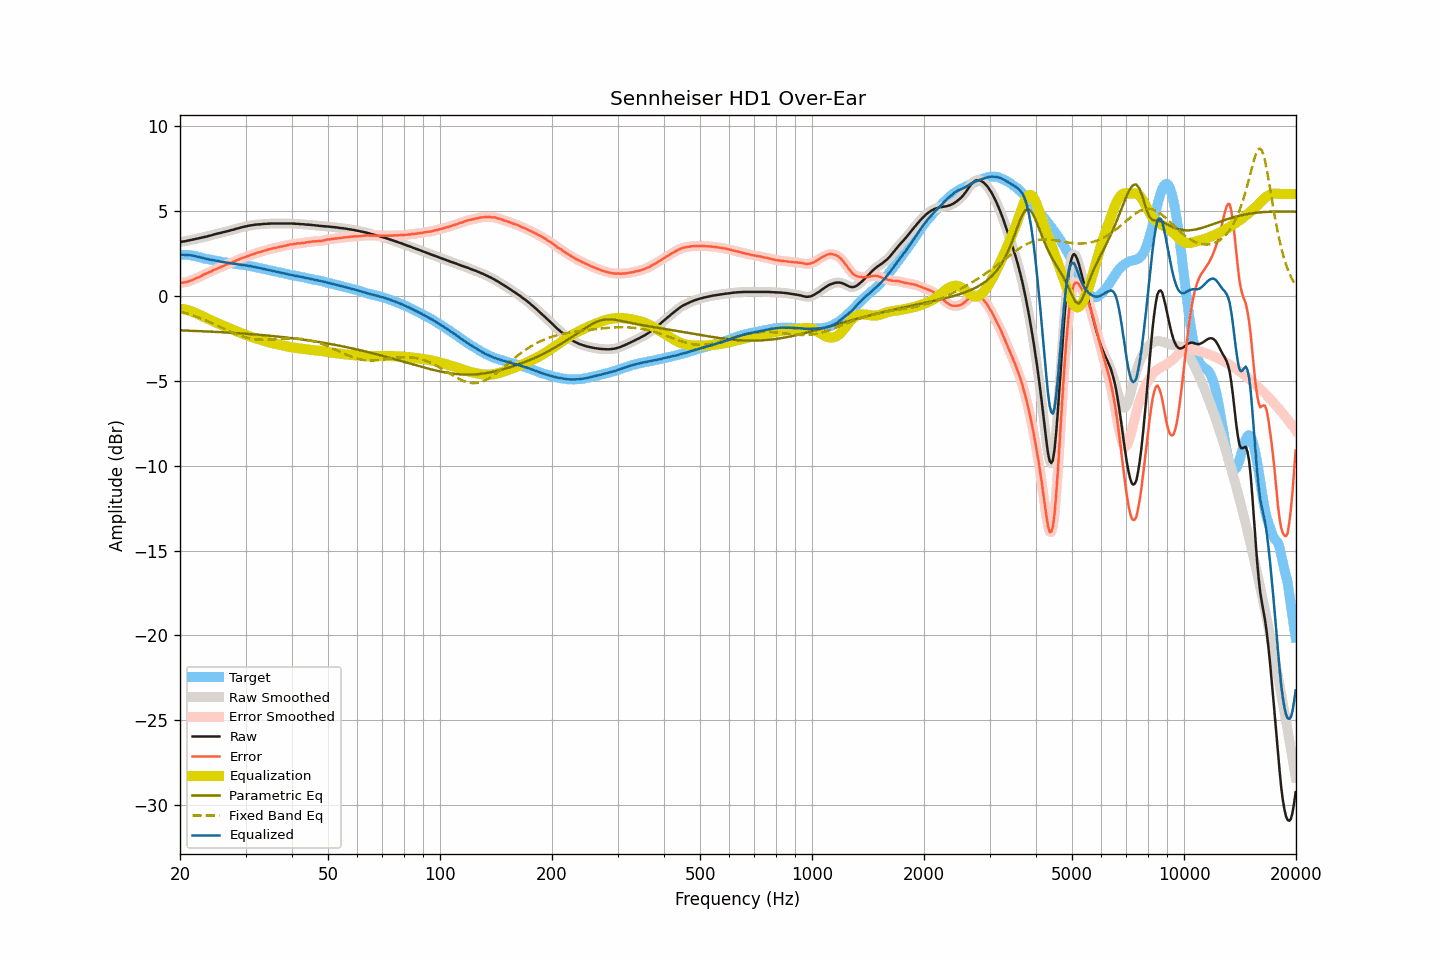 Sennheiser HD1 Over-Ear
10
5
0
−5
−10
−15
−20
−25
−30
Amplitude (dBr)
Target
Raw Smoothed
Error Smoothed
Raw
Error
Equalization
Parametric Eq
Fixed Band Eq
Equalized
20 50 100 200 500 1000 2000 5000 10000 20000
Frequency (Hz)